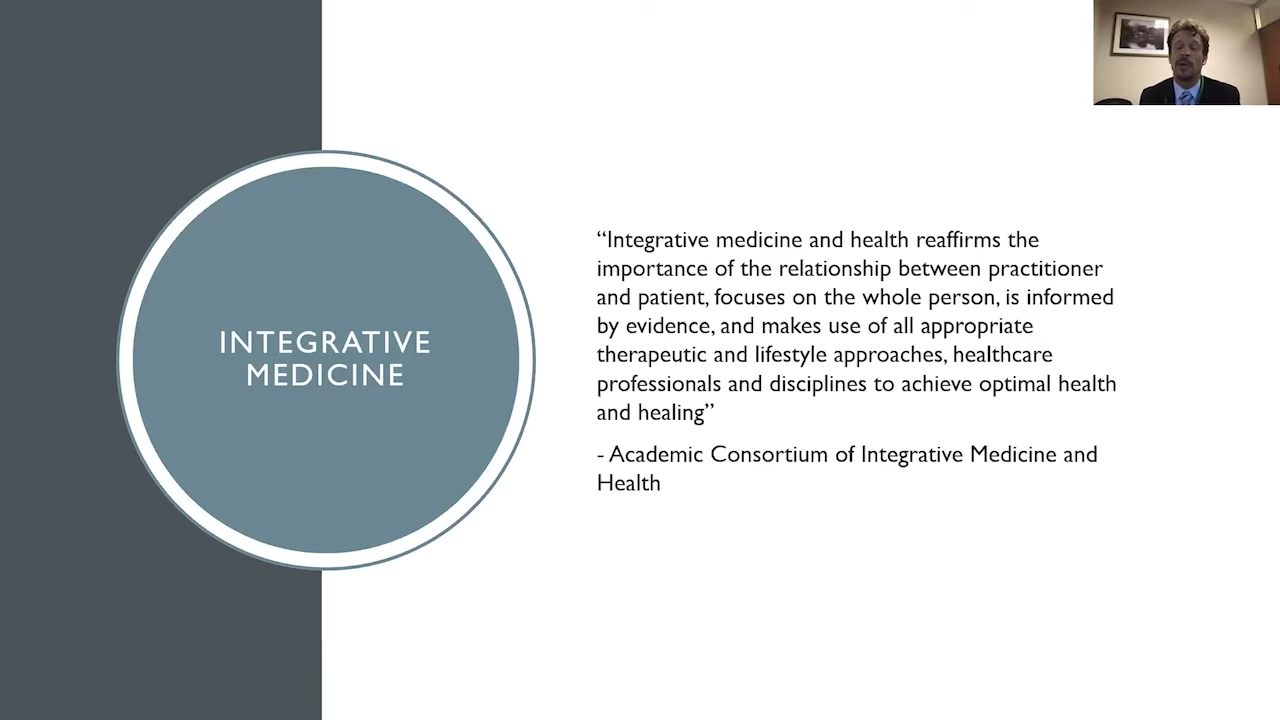 INTEGRATIVE
MEDICINE
“Integrative medicine and health reaffirms the
importance of the relationship between practitioner
and patient, focuses on the whole person, is informed
by evidence, and makes use of all appropriate
therapeutic and lifestyle approaches, healthcare
professionals and disciplines to achieve optimal health
and healing”
- Academic Consortium of Integrative Medicine and
Health